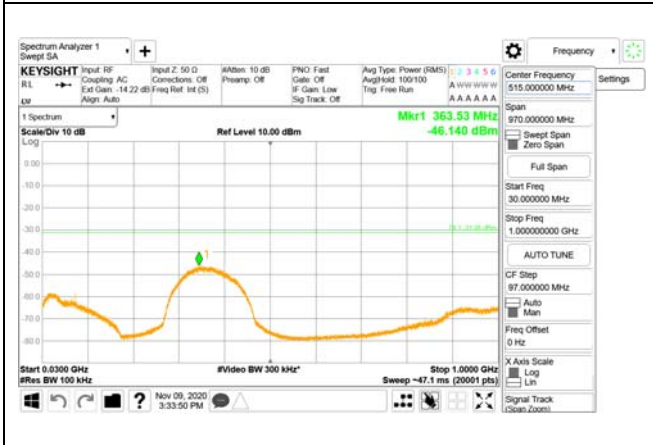 Spectrum Analyzer 1
Swept SA
Frequency
KEYSIGHT
RL
Input: RF
Coupling: AC
Ext Gain: -14.22 dB
Align: Auto
Input Z: 50 Ω
Corrections: Off
Freq Ref: Int (S)
#Atten: 10 dB
Preamp: Off
PNO: Fast
Gate: Off
IF Gain: Low
Sig Track: Off
Avg Type: Power (RMS)
Avg|Hold: 100/100
Trig: Free Run
1 2 3 4 5 6
A W W W W W
A A A A A A
1 Spectrum
Scale/Div 10 dB
Ref Level 10.00 dBm
Mkr1 363.53 MHz
-46.140 dBm
Log
0.00
-10.0
-20.0
-30.0
-40.0
-50.0
-60.0
-70.0
-80.0
1
Start 0.0300 GHz
#Res BW 100 kHz
#Video BW 300 kHz*
Stop 1.0000 GHz
Sweep ~47.1 ms (20001 pts)
Nov 09, 2020
3:33:50 PM
Center Frequency
515.000000 MHz
Settings
Span
970.000000 MHz
Swept Span
Zero Span
Full Span
Start Freq
30.000000 MHz
Stop Freq
1.000000000 GHz
AUTO TUNE
CF Step
97.000000 MHz
Auto
Man
Freq Offset
0 Hz
X Axis Scale
Log
Lin
Signal Track
(Span Zoom)